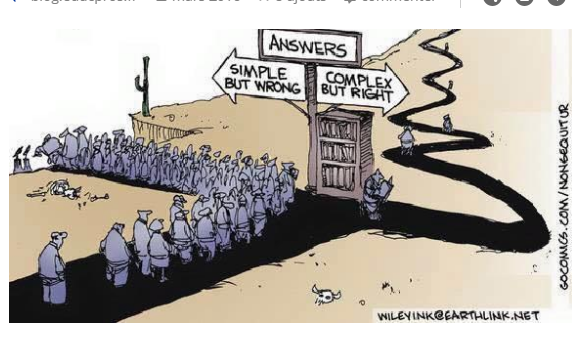 ANSWERS
SIMPLE
BUT WRONG
COMPLEX
BUT RIGHT
GOCOMICS.COM/NONSEQUITUR
WILEYINK@EARTHLINK.NET